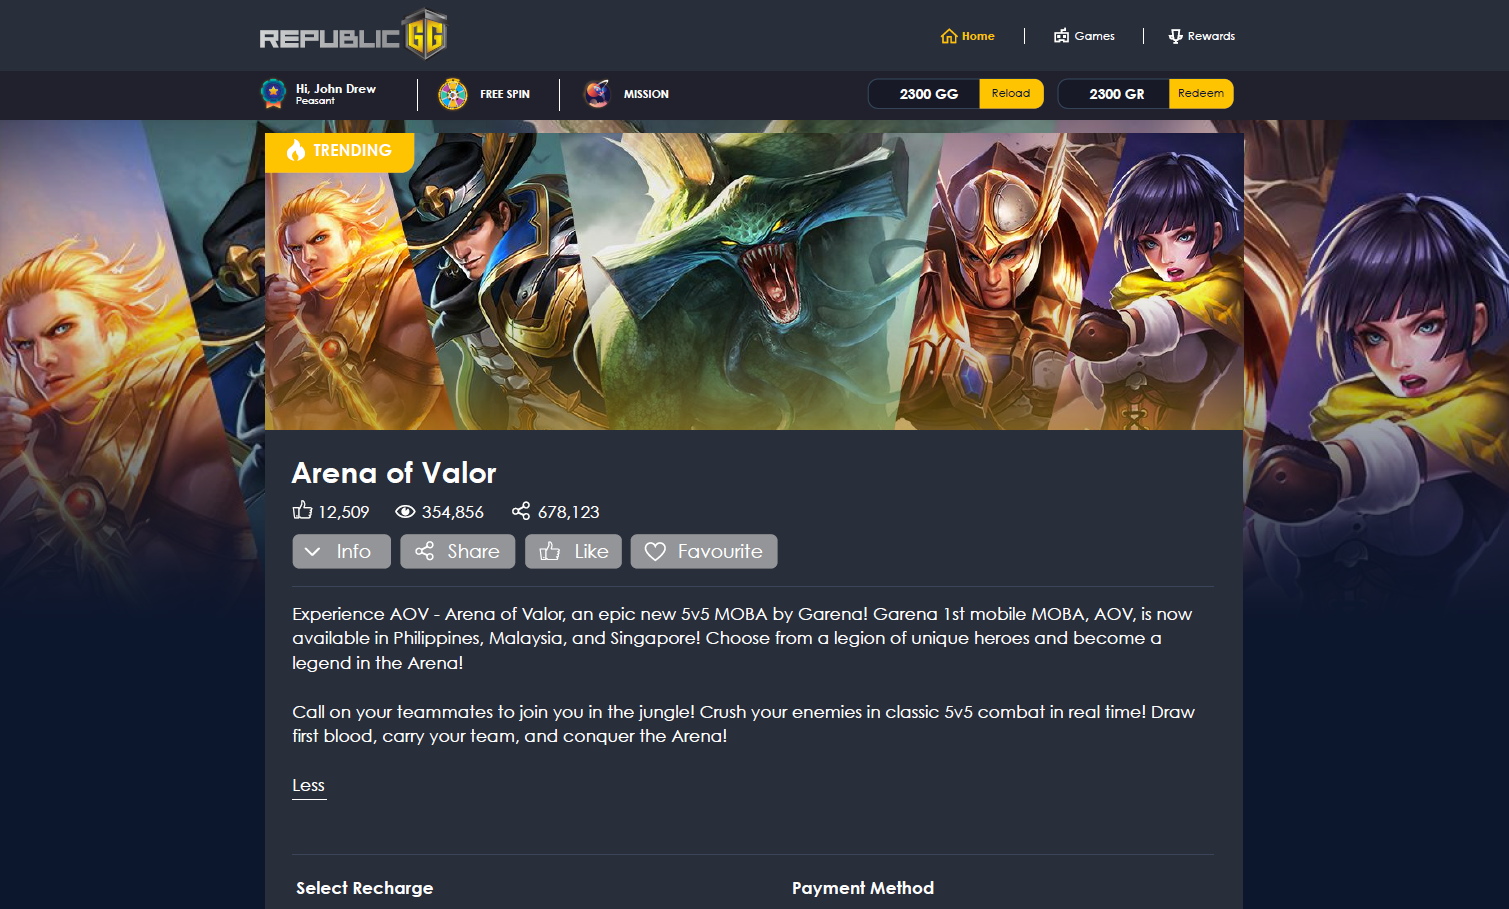 REPUBLIC GG
Home
Games
Rewards
Hi, John Drew
Peasant
FREE SPIN
MISSION
2300 GG
Reload
2300 GR
Redeem
TRENDING
Arena of Valor
12,509
354,856
678,123
Info
Share
Like
Favourite
Experience AOV - Arena of Valor, an epic new 5v5 MOBA by Garena! Garena 1st mobile MOBA, AOV, is now
available in Philippines, Malaysia, and Singapore! Choose from a legion of unique heroes and become a
legend in the Arena!
Call on your teammates to join you in the jungle! Crush your enemies in classic 5v5 combat in real time! Draw
first blood, carry your team, and conquer the Arena!
Less
Select Recharge
Payment Method